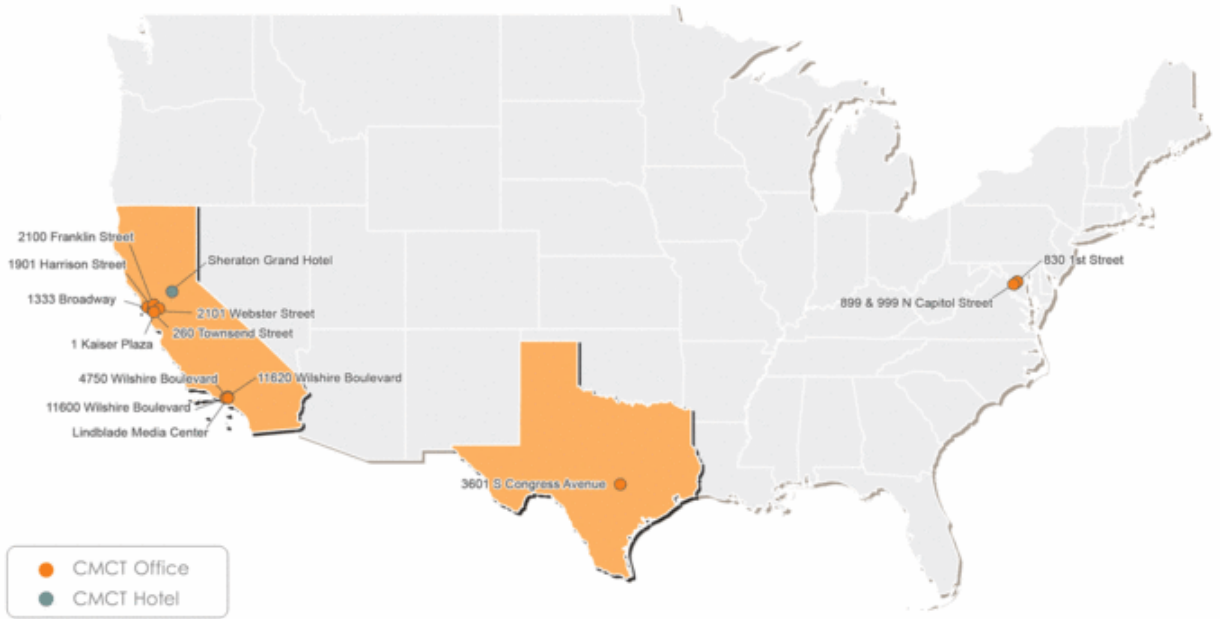 2100 Franklin Street
1901 Harrison Street
Sheraton Grand Hotel
1333 Broadway
2101 Webster Street
260 Townsend Street
1 Kaiser Plaza
4750 Wilshire Boulevard
11620 Wilshire Boulevard
11600 Wilshire Boulevard
Lindblade Media Center
3601 S Congress Avenue
830 1st Street
899 & 999 N Capitol Street
CMCT Office
CMCT Hotel